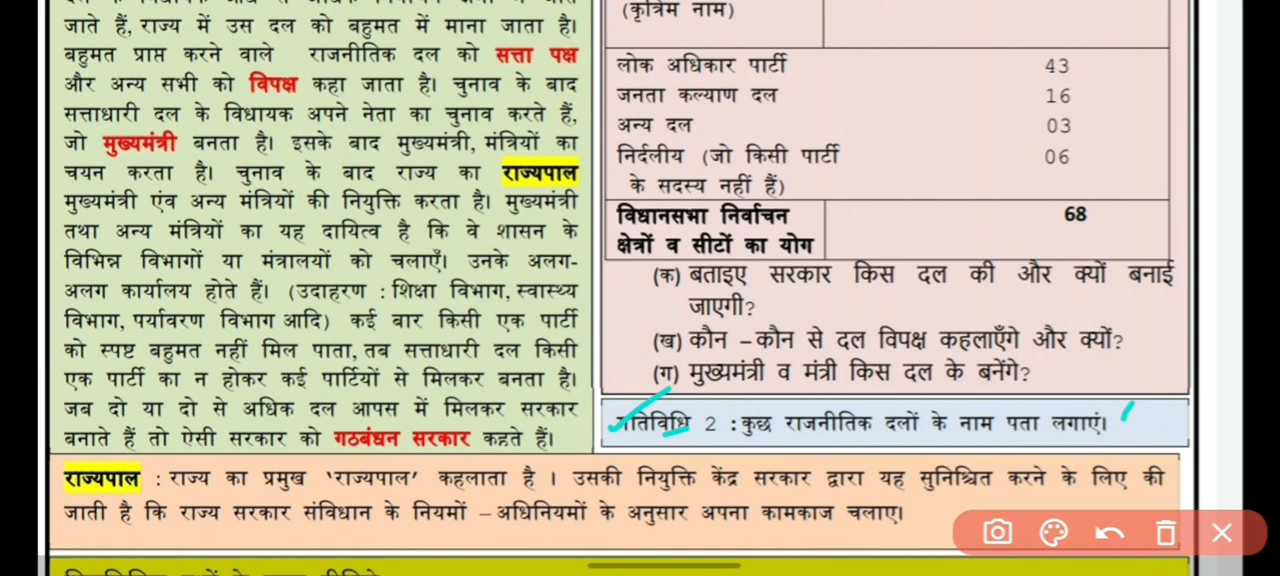 जाते हैं, राज्य में उस दल को बहुमत में माना जाता है।
बहुमत प्राप्त करने वाले राजनीतिक दल को सत्ता पक्ष
और अन्य सभी को विपक्ष कहा जाता है। चुनाव के बाद
सत्ताधारी दल के विधायक अपने नेता का चुनाव करते हैं,
जो मुख्यमंत्री बनता है। इसके बाद मुख्यमंत्री, मंत्रियों का
चयन करता है। चुनाव के बाद राज्य का राज्यपाल
मुख्यमंत्री एंव अन्य मंत्रियों की नियुक्ति करता है। मुख्यमंत्री
तथा अन्य मंत्रियों का यह दायित्व है कि वे शासन के
विभिन्न विभागों या मंत्रालयों को चलाएँ। उनके अलग-
अलग कार्यालय होते हैं। (उदाहरण : शिक्षा विभाग, स्वास्थ्य
विभाग, पर्यावरण विभाग आदि) कई बार किसी एक पार्टी
को स्पष्ट बहुमत नहीं मिल पाता, तब सत्ताधारी दल किसी
एक पार्टी का न होकर कई पार्टियों से मिलकर बनता है।
जब दो या दो से अधिक दल आपस में मिलकर सरकार
बनाते हैं तो ऐसी सरकार को गठबंधन सरकार कहते हैं।
(कृत्रिम नाम)
लोक अधिकार पार्टी 43
जनता कल्याण दल 16
अन्य दल 03
निर्दलीय (जो किसी पार्टी 06
के सदस्य नहीं हैं)
विधानसभा निर्वाचन 68
क्षेत्रों व सीटों का योग
(क) बताइए सरकार किस दल की और क्यों बनाई
जाएगी?
(ख) कौन –कौन से दल विपक्ष कहलाएँगे और क्यों?
(ग) मुख्यमंत्री व मंत्री किस दल के बनेंगे?
गतिविधि 2 :कुछ राजनीतिक दलों के नाम पता लगाएं।
राज्यपाल : राज्य का प्रमुख 'राज्यपाल' कहलाता है । उसकी नियुक्ति केंद्र सरकार द्वारा यह सुनिश्चित करने के लिए की
जाती है कि राज्य सरकार संविधान के नियमों –अधिनियमों के अनुसार अपना कामकाज चलाए।